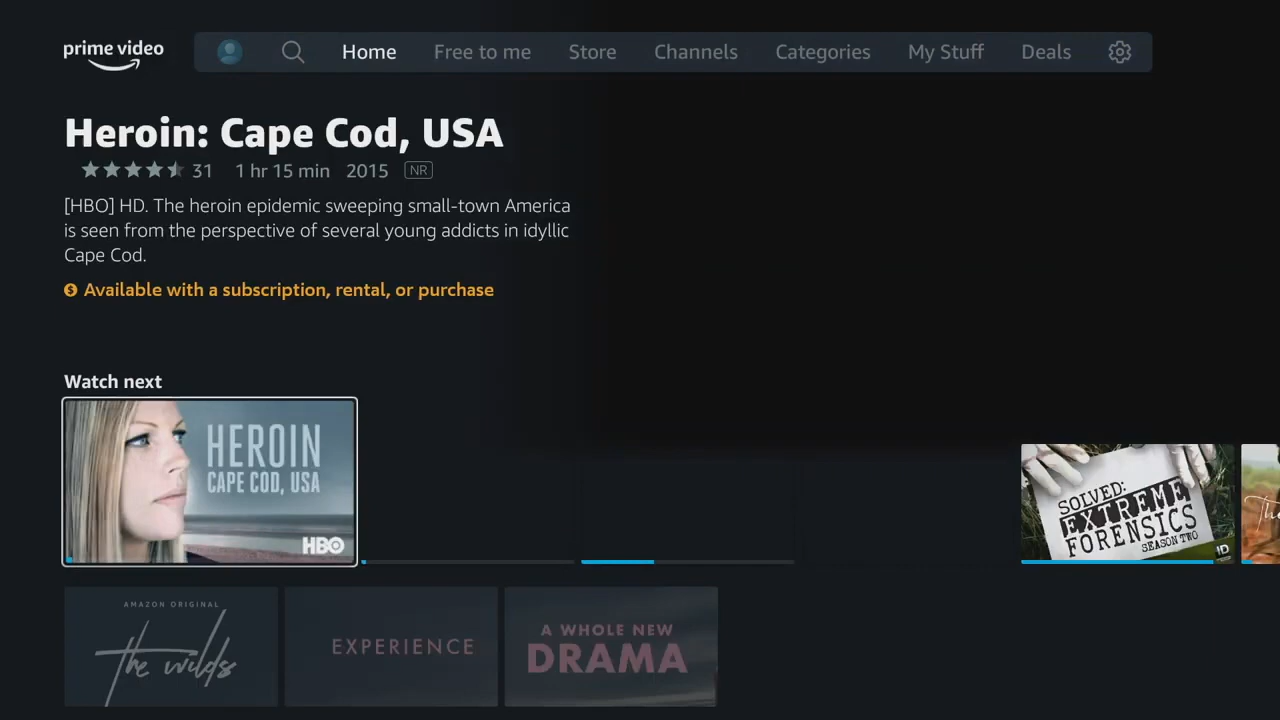 prime video
Home Free to me Store Channels Categories My Stuff Deals
Heroin: Cape Cod, USA
31 1 hr 15 min 2015 NR
[HBO] HD. The heroin epidemic sweeping small-town America
is seen from the perspective of several young addicts in idyllic
Cape Cod.
Available with a subscription, rental, or purchase
Watch next
HEROIN
CAPE COD, USA
HBO
SOLVED:
EXTREME
FORENSICS
SEASON TWO
AMAZON ORIGINAL
the wilds
EXPERIENCE
A WHOLE NEW
DRAMA